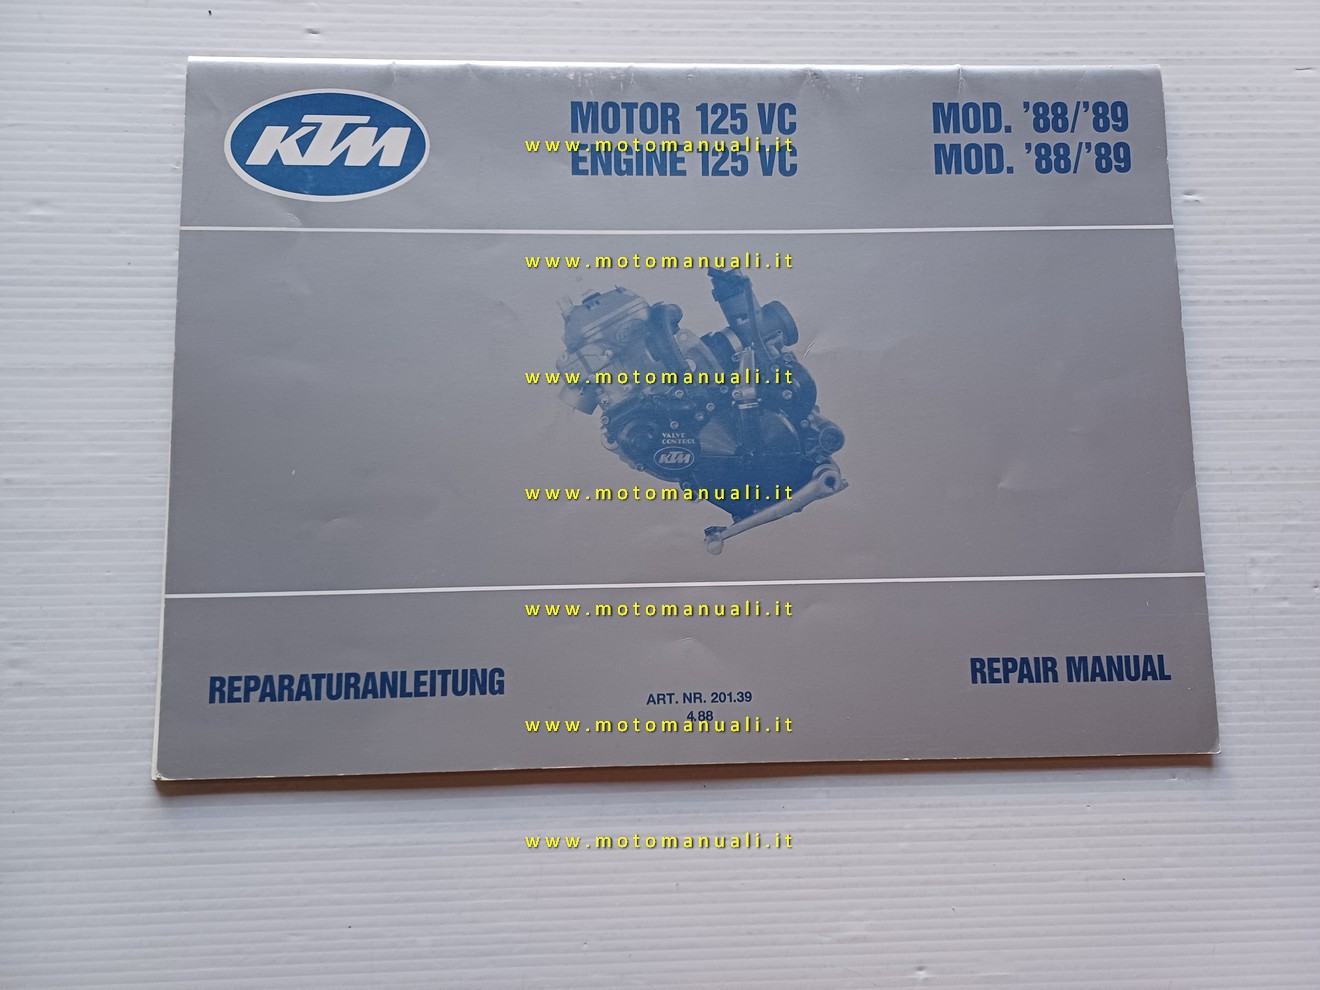 KTM
MOTOR 125 VC
MOD. '88/'89
www.motomanuali.it
ENGINE 125 VC
MOD. '88/'89
www.motomanuali.it
www.motomanuali.it
VALVE
CONTROL
KTM
www.motomanuali.it
www.motomanuali.it
REPARATURANLEITUNG
REPAIR MANUAL
ART. NR. 201.39
4.88
www.motomanuali.it
www.motomanuali.it